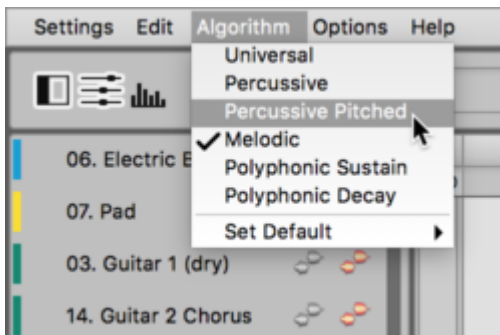 Settings Edit Algorithm Options Help
Universal
Percussive
Percussive Pitched
Melodic
06. Electric
Polyphonic Sustain
07. Pad
Polyphonic Decay
Set Default
03. Guitar 1 (dry)
14. Guitar 2 Chorus